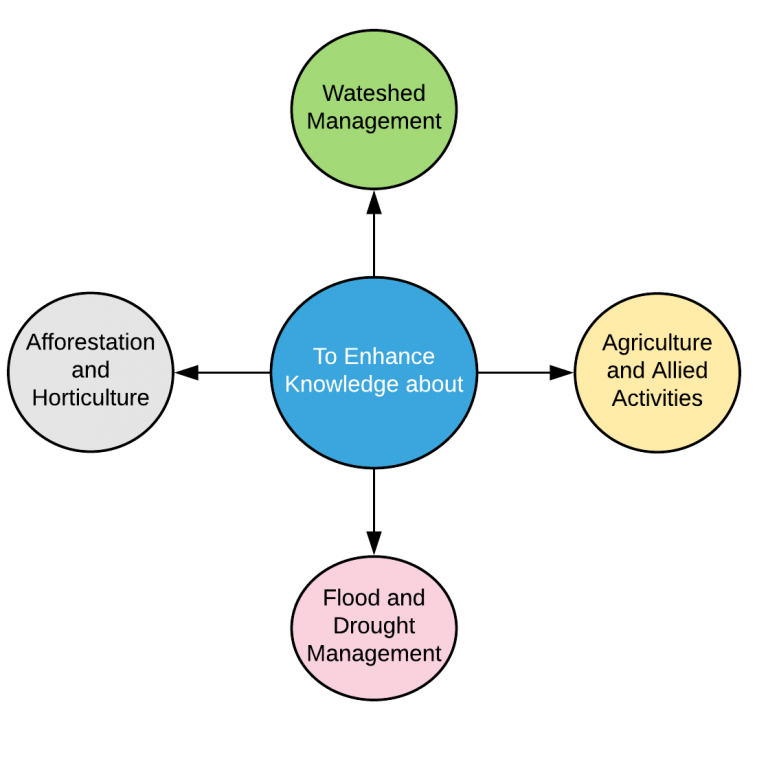 Wateshed
Management
Afforestation
and
Horticulture
To Enhance
Knowledge about
Agriculture
and Allied
Activities
Flood and
Drought
Management